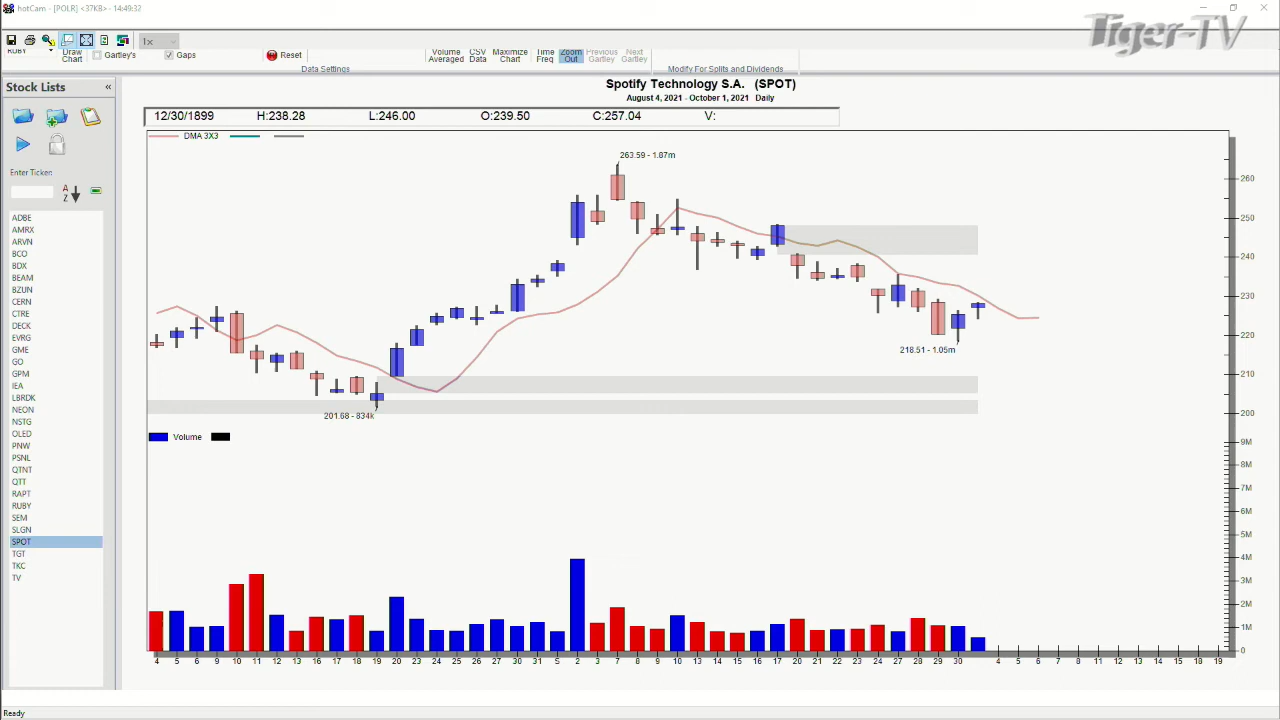 hotCam - [POLR] <37KB> - 14:49:32
Tiger-TV
1x
RUBY
Draw Chart
Gartley's
Gaps
Reset
Volume Averaged
CSV Data
Maximize Chart
Time Freq
Zoom Out
Previous Gartley
Next Gartley
Data Settings
Modify For Splits and Dividends
Stock Lists «
Spotify Technology S.A. (SPOT)
August 4, 2021 - October 1, 2021 Daily
12/30/1899 H:238.28 L:246.00 O:239.50 C:257.04 V:
DMA 3X3
Enter Ticker:
A
Z
ADBE
AMRX
ARVN
BCO
BDX
BEAM
BZUN
CERN
CTRE
DECK
EVRG
GME
GO
GPM
IEA
LBRDK
NEON
NSTG
OLED
PNW
PSNL
QTNT
QTT
RAPT
RUBY
SEM
SLGN
SPOT
TGT
TKC
TV
263.59 - 1.87m
218.51 - 1.05m
201.68 - 834k
260
250
240
230
220
210
200
Volume
9M
8M
7M
6M
5M
4M
3M
2M
1M
0
4 5 6 9 10 11 12 13 16 17 18 19 20 23 24 25 26 27 30 31 5 2 3 7 8 9 10 13 14 15 16 17 20 21 22 23 24 27 28 29 30 4 5 6 7 8 11 12 13 14 15 18 19
Ready